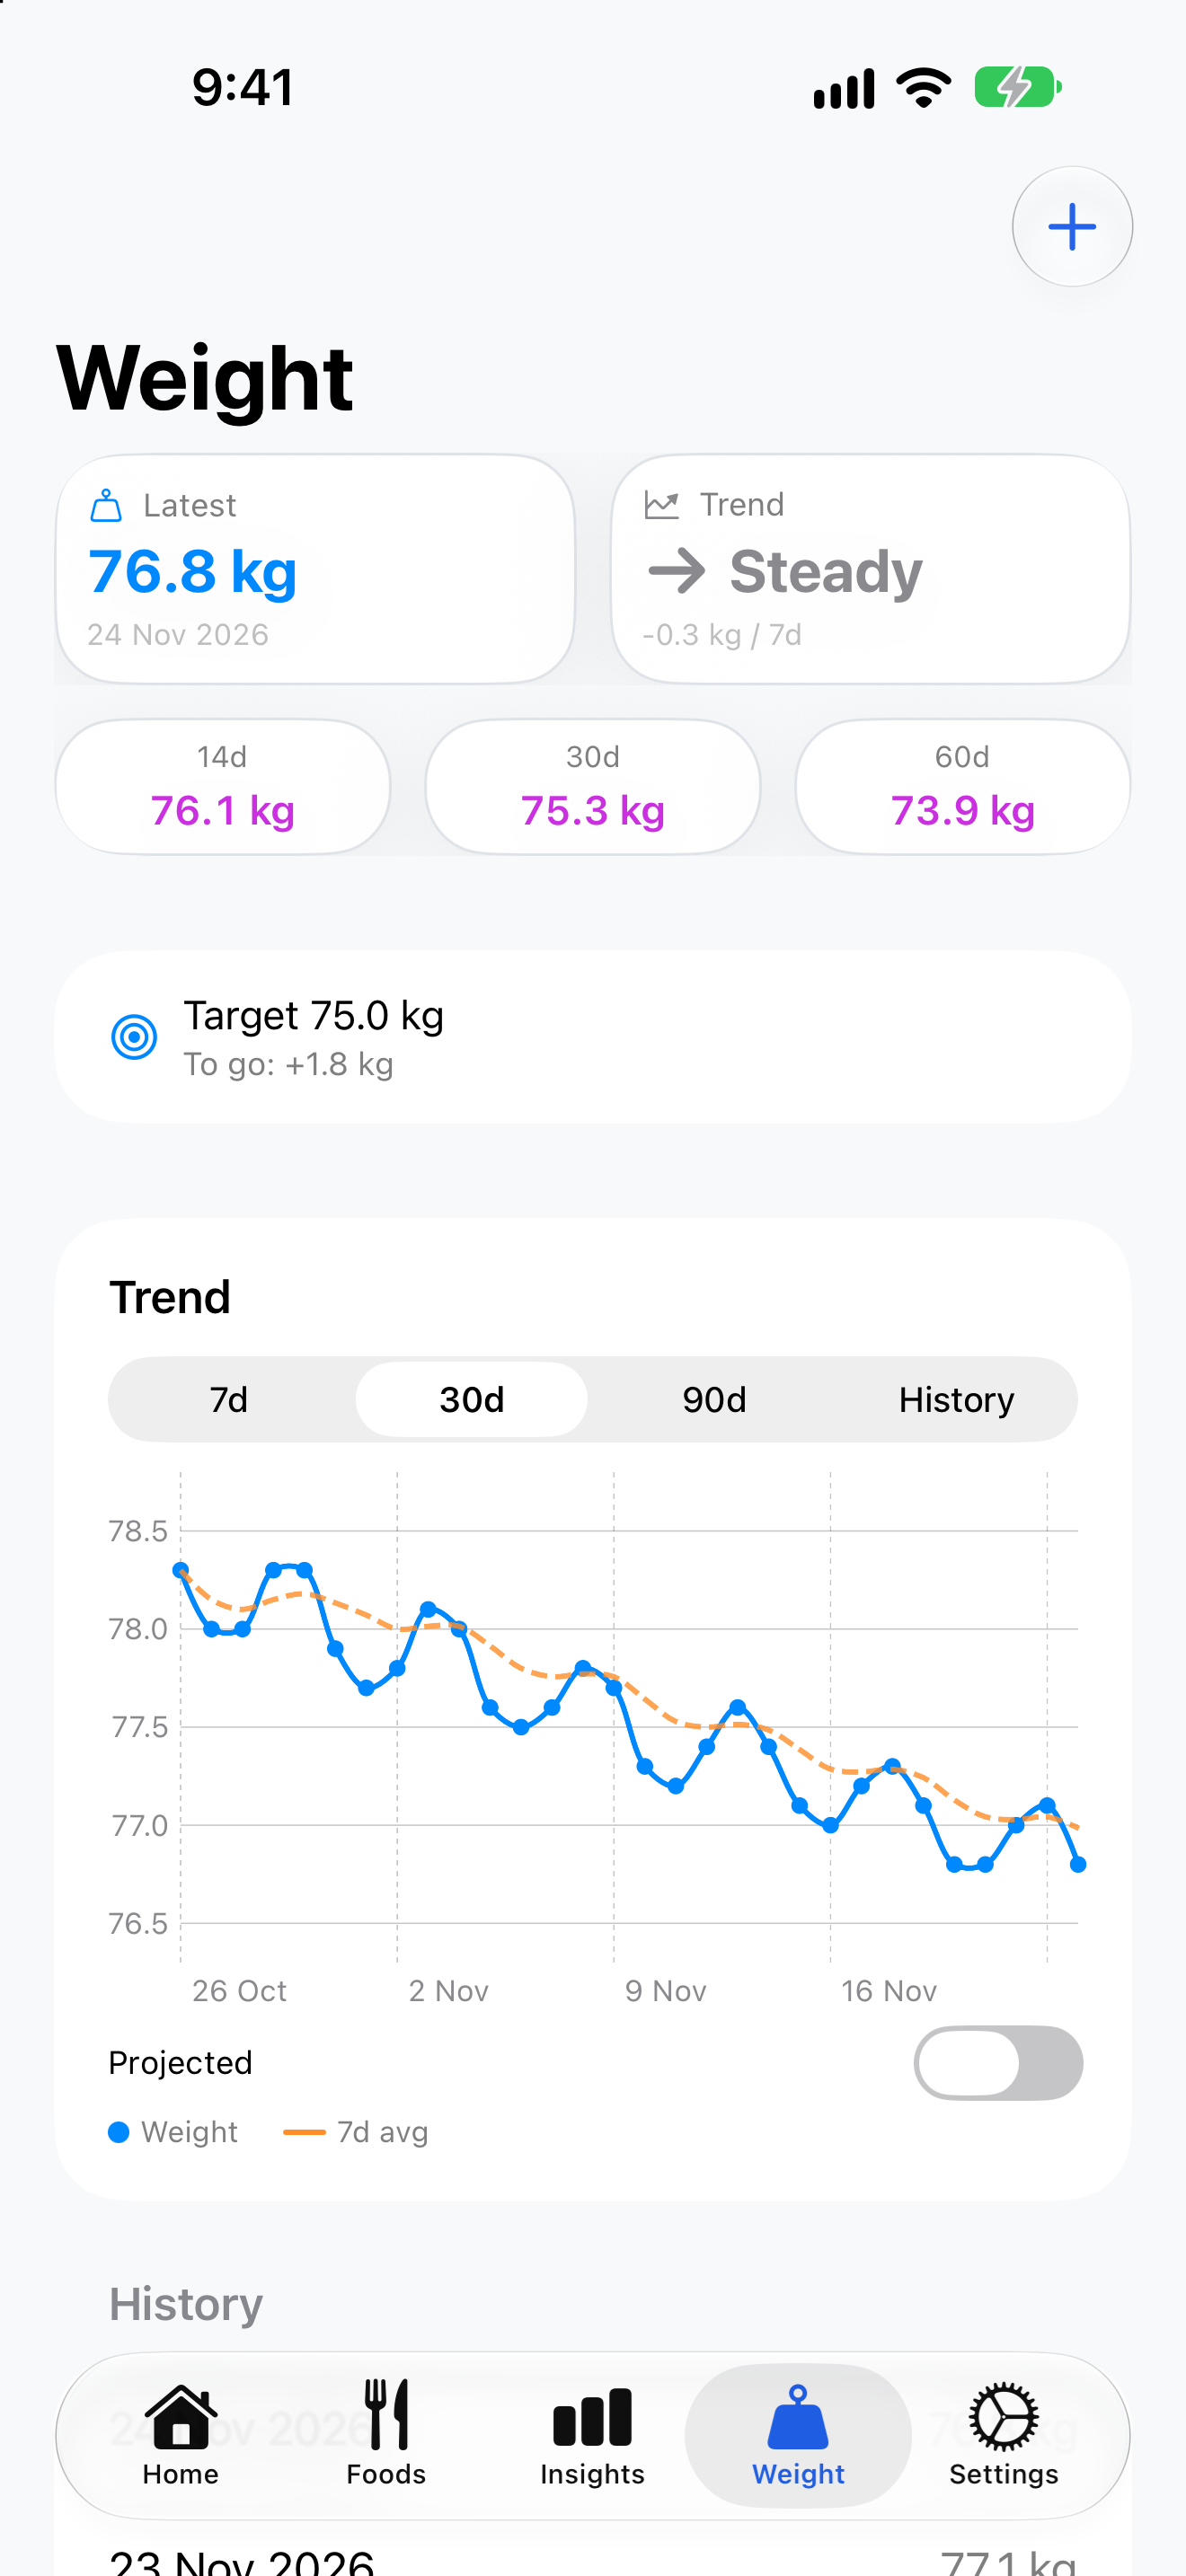 9:41
Weight
Latest
76.8 kg
24 Nov 2026
Trend
→ Steady
-0.3 kg / 7d
14d
76.1 kg
30d
75.3 kg
60d
73.9 kg
Target 75.0 kg
To go: +1.8 kg
Trend
7d 30d 90d History
78.5
78.0
77.5
77.0
76.5
26 Oct 2 Nov 9 Nov 16 Nov
Projected
Weight 7d avg
History
24 Nov 2026
Home Foods Insights Weight Settings
23 Nov 2026 77.1 kg